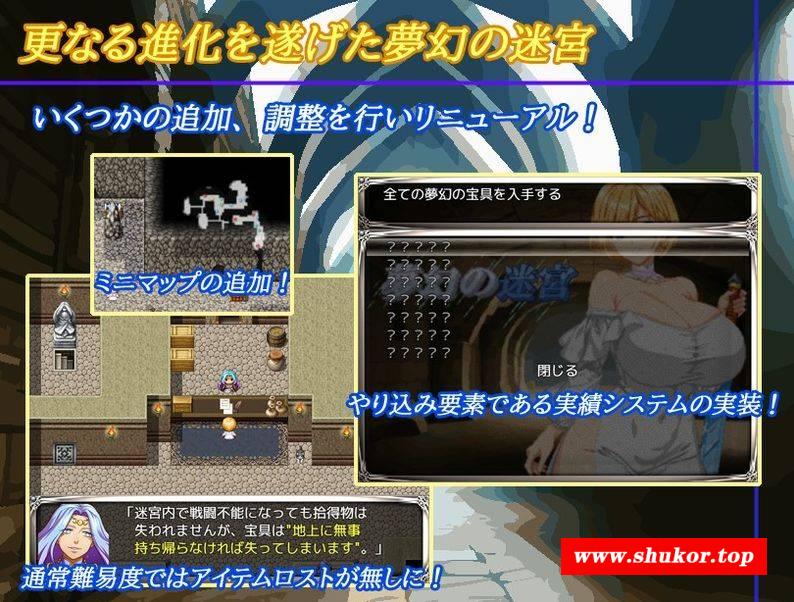 更なる進化を遂げた夢幻の迷宮
いくつかの追加、調整を行いリニューアル！
ミニマップの追加！
全ての夢幻の宝具を入手する
？？？？？
？？？？？
？？？？？
？？？？？
？？？？？
？？？？？
？？？？？
夢幻の迷宮
閉じる
やり込み要素である実績システムの実装！
「迷宮内で戦闘不能になっても拾得物は
失われませんが、宝具は"地上に無事
持ち帰らなければ失ってしまいます"。」
通常難易度ではアイテムロストが無しに！
www.shukor.top